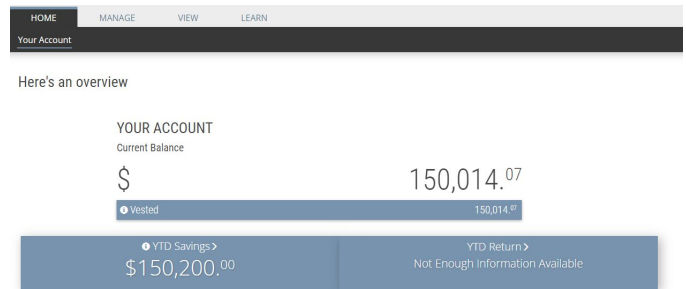 HOME MANAGE VIEW LEARN
Your Account
Here's an overview
YOUR ACCOUNT
Current Balance
$ 150,014.07
Vested 150,014.07
YTD Savings > YTD Return >
$150,200.00 Not Enough Information Available